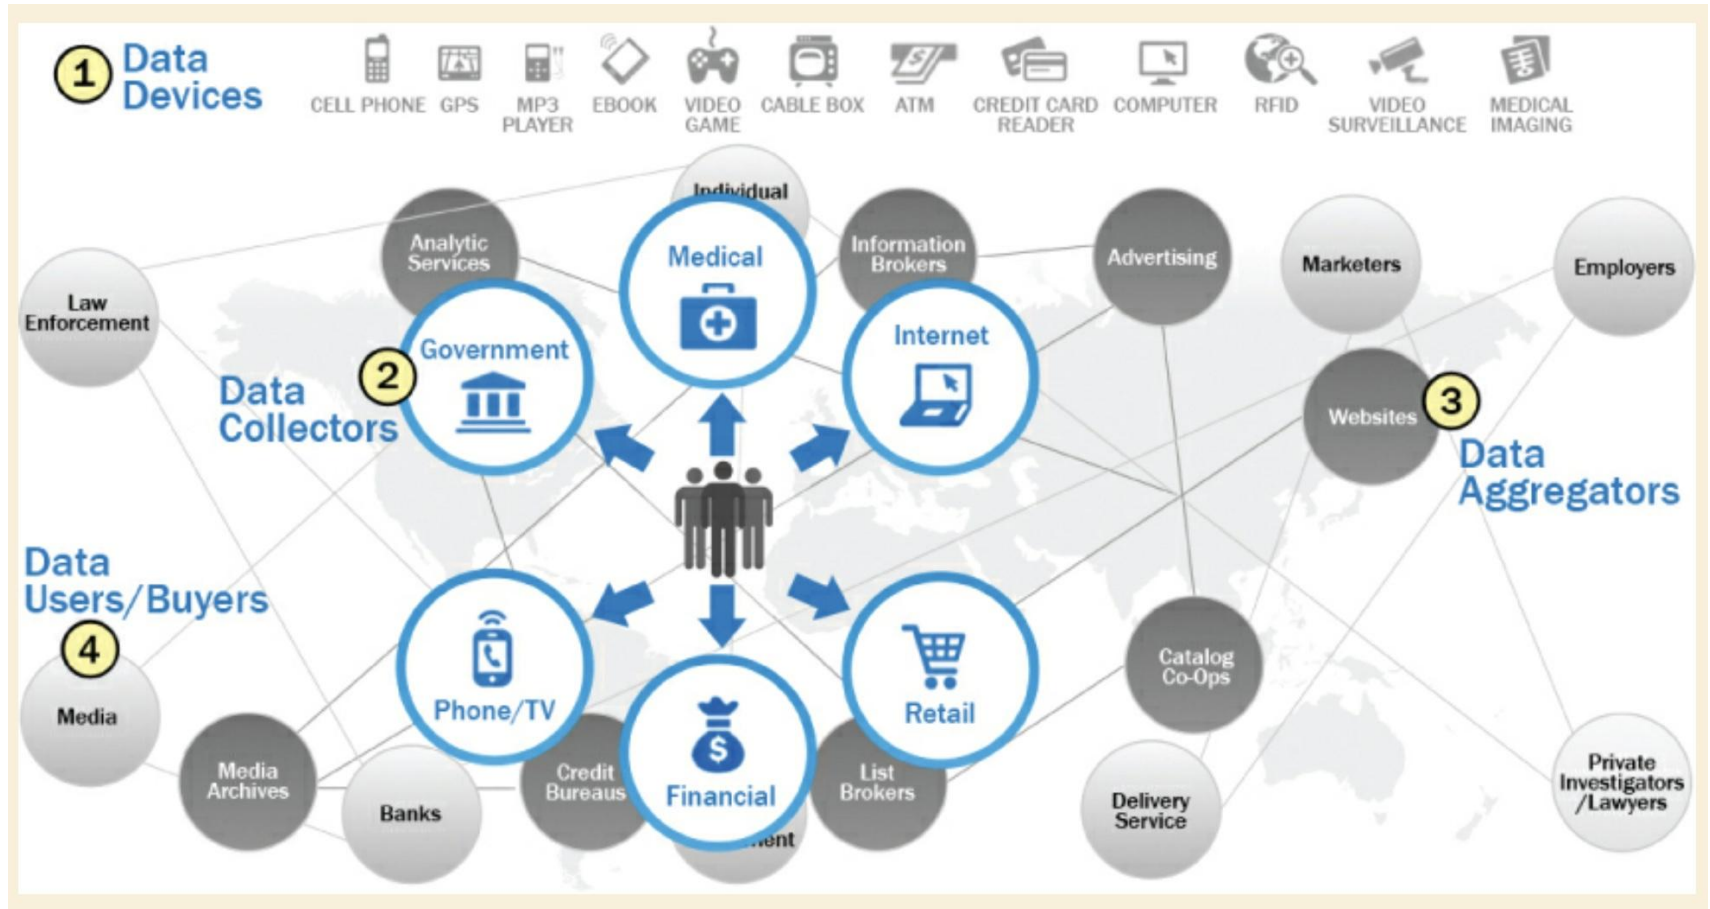 1
Data
Devices
CELL PHONE
GPS
MP3
PLAYER
EBOOK
VIDEO
GAME
CABLE BOX
ATM
CREDIT CARD
READER
COMPUTER
RFID
VIDEO
SURVEILLANCE
MEDICAL
IMAGING
Individual
Analytic
Services
Medical
Information
Brokers
Advertising
Marketers
Employers
Law
Enforcement
Government
Internet
2
Data
Collectors
Websites
3
Data
Aggregators
Data
Users/Buyers
4
Media
Phone/TV
Retail
Catalog
Co-Ops
Media
Archives
Banks
Credit
Bureaus
$
Financial
List
Brokers
Delivery
Service
Private
Investigators
/Lawyers